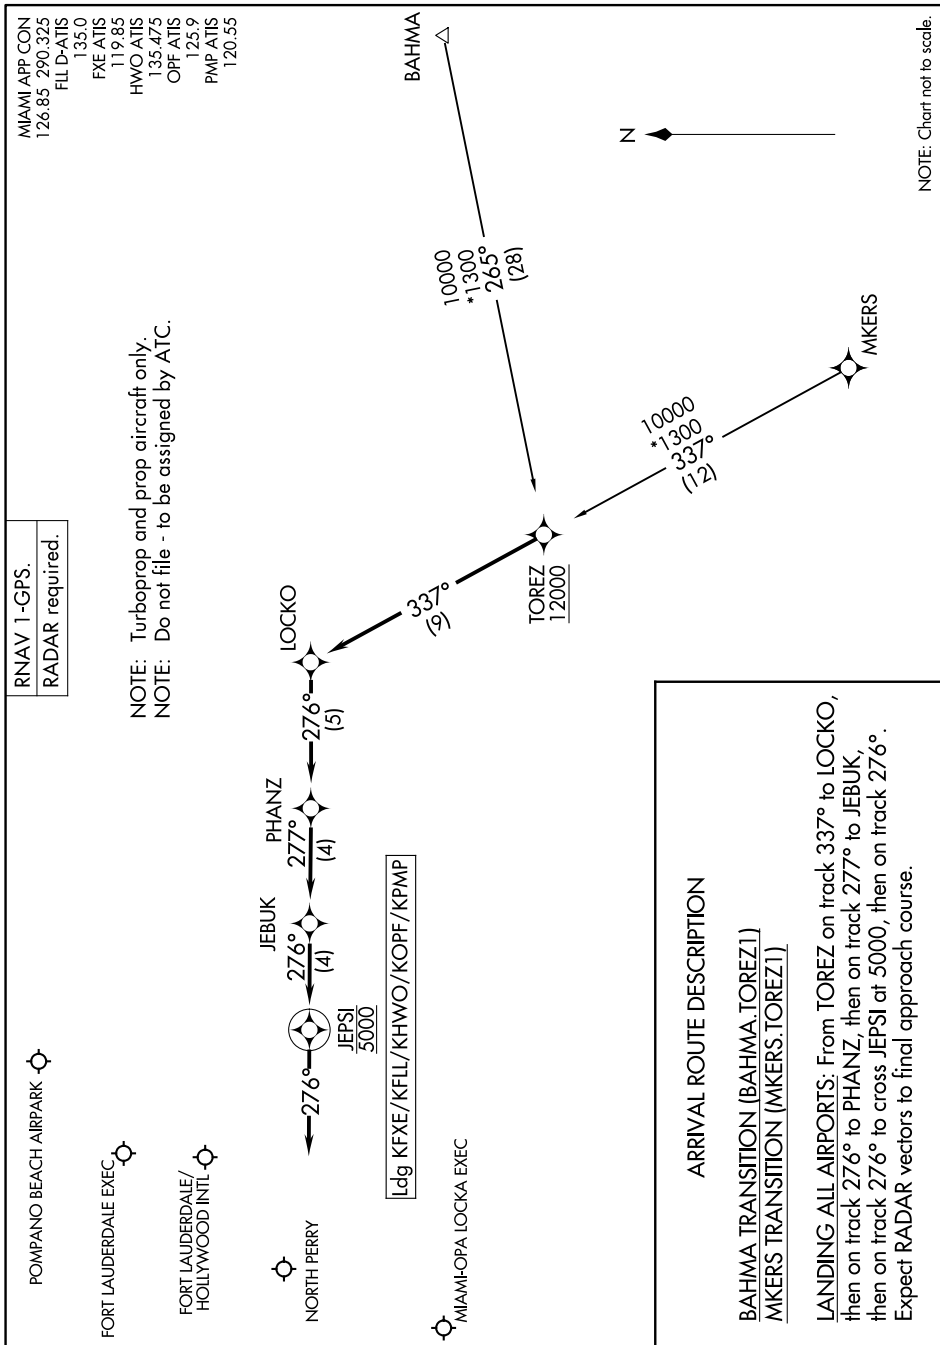 MIAMI APP CON
126.85 290.325
FLL D-ATIS
135.0
FXE ATIS
119.85
HWO ATIS
135.475
OPF ATIS
125.9
PMP ATIS
120.55
RNAV 1-GPS.
RADAR required.
NOTE: Turboprop and prop aircraft only.
NOTE: Do not file - to be assigned by ATC.
POMPANO BEACH AIRPARK
FORT LAUDERDALE EXEC
FORT LAUDERDALE/
HOLLYWOOD INTL
NORTH PERRY
MIAMI-OPA LOCKA EXEC
276°
JEPSI
5000
276°
(4)
JEBUK
277°
(4)
PHANZ
276°
(5)
LOCKO
337°
(9)
TOREZ
12000
10000
*1300
265°
(28)
BAHMA
10000
*1300
337°
(12)
MKERS
N
Ldg KFXE/KFLL/KHWO/KOPF/KPMP
ARRIVAL ROUTE DESCRIPTION
BAHMA TRANSITION (BAHMA.TOREZ1)
MKERS TRANSITION (MKERS.TOREZ1)
LANDING ALL AIRPORTS: From TOREZ on track 337° to LOCKO,
then on track 276° to PHANZ, then on track 277° to JEBUK,
then on track 276° to cross JEPSI at 5000, then on track 276°.
Expect RADAR vectors to final approach course.
NOTE: Chart not to scale.